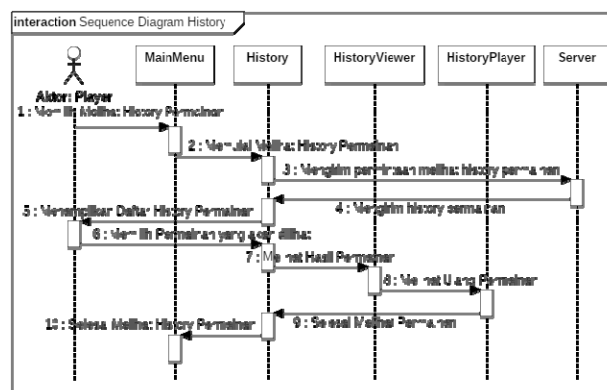 interaction Sequence Diagram History
MainMenu
History
HistoryViewer
HistoryPlayer
Server
Aktor: Player
1 : Memilih Melihat History Permainan
2 : Memulai Melihat History Permainan
3 : Mengirim permintaan melihat history permainan
5 : Menampilkan Daftar History Permainan
4 : Mengirim history permainan
6 : Memilih Permainan yang akan dilihat
7 : Melihat Hasil Permainan
8 : Melihat Ulang Permainan
10 : Selesai Melihat History Permainan
9 : Selesai Melihat Permainan